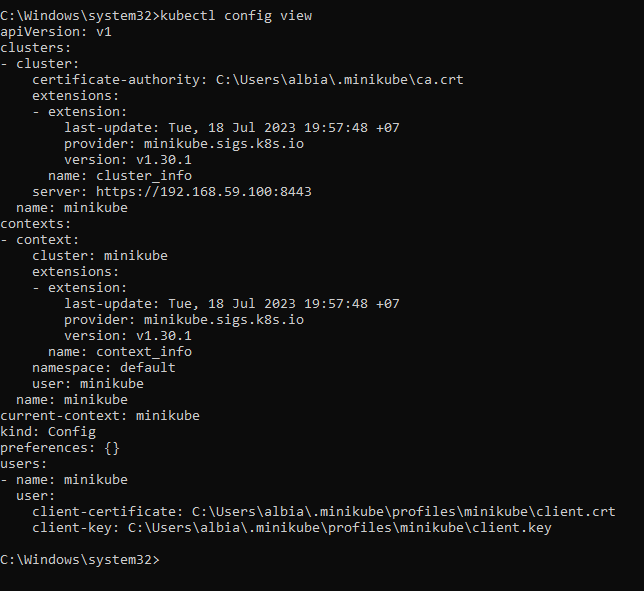 C:\Windows\system32>kubectl config view
apiVersion: v1
clusters:
- cluster:
    certificate-authority: C:\Users\albia\.minikube\ca.crt
    extensions:
    - extension:
        last-update: Tue, 18 Jul 2023 19:57:48 +07
        provider: minikube.sigs.k8s.io
        version: v1.30.1
      name: cluster_info
    server: https://192.168.59.100:8443
  name: minikube
contexts:
- context:
    cluster: minikube
    extensions:
    - extension:
        last-update: Tue, 18 Jul 2023 19:57:48 +07
        provider: minikube.sigs.k8s.io
        version: v1.30.1
      name: context_info
    namespace: default
    user: minikube
  name: minikube
current-context: minikube
kind: Config
preferences: {}
users:
- name: minikube
  user:
    client-certificate: C:\Users\albia\.minikube\profiles\minikube\client.crt
    client-key: C:\Users\albia\.minikube\profiles\minikube\client.key
C:\Windows\system32>